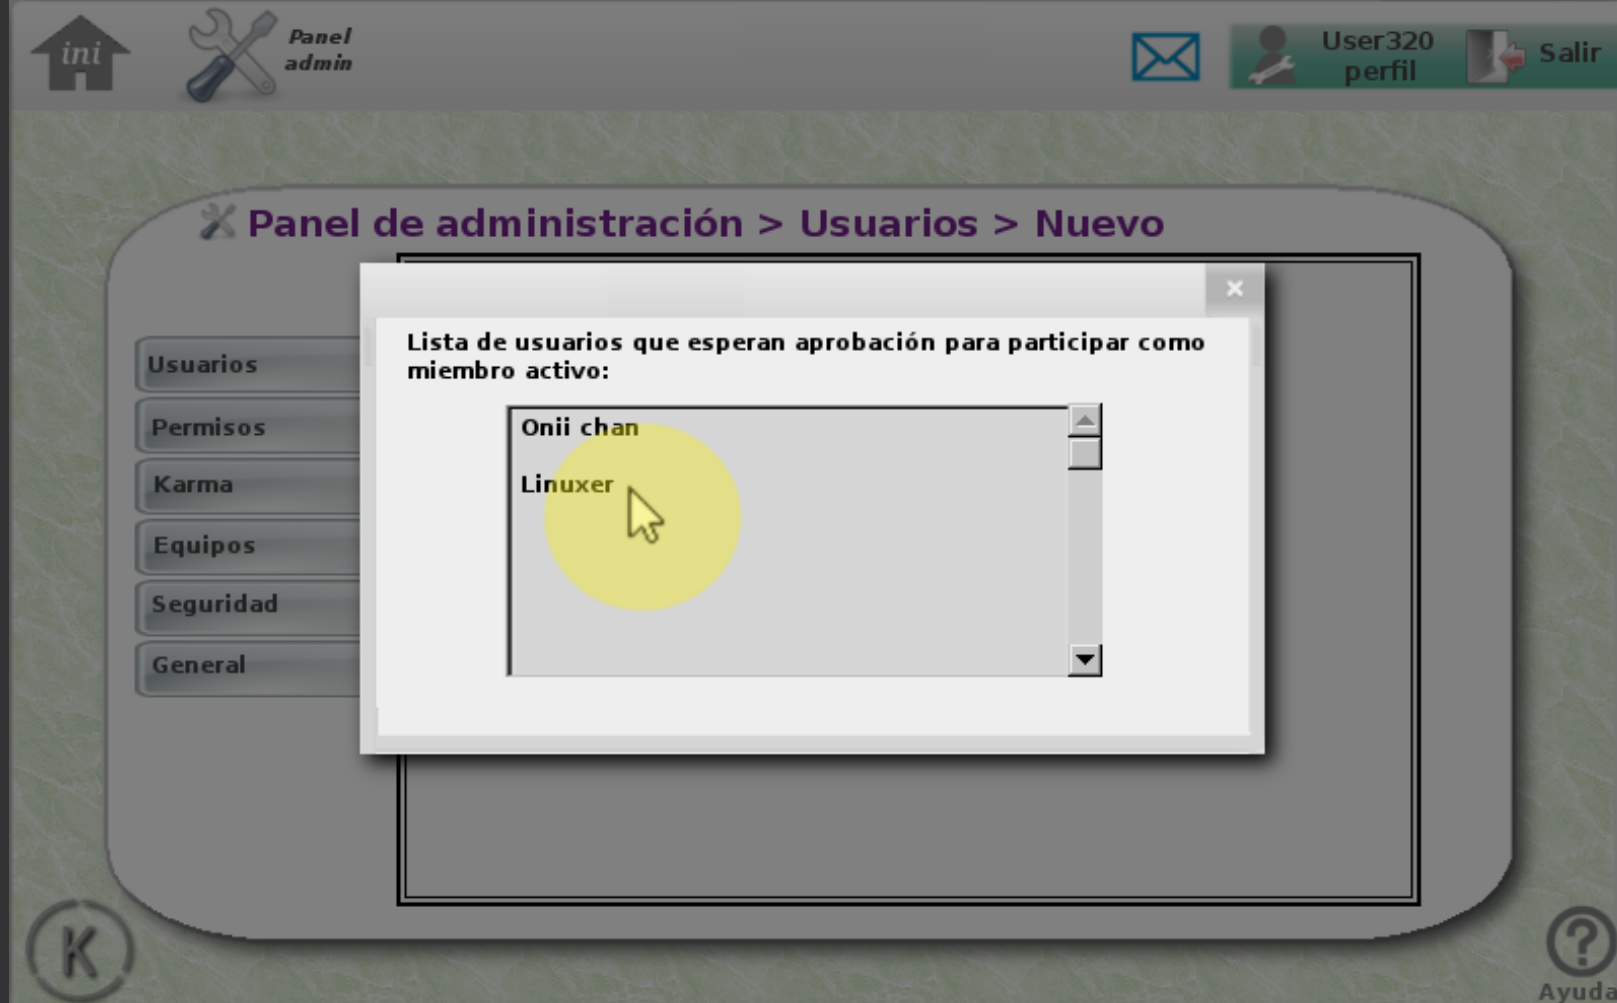 ini
Panel
admin
User320
perfil
Salir
Panel de administración > Usuarios > Nuevo
×
Lista de usuarios que esperan aprobación para participar como
miembro activo:
Onii chan
Linuxer
Usuarios
Permisos
Karma
Equipos
Seguridad
General
K
?
Ayuda